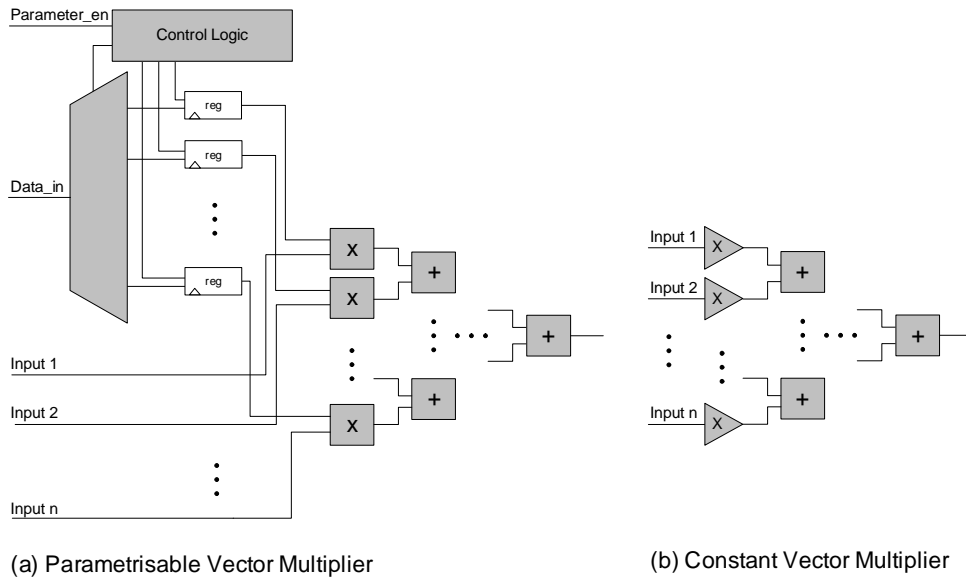 Parameter_en
Control Logic
reg
reg
Data_in
reg
X
+
X
+
Input 1
Input 2
+
X
Input n
Input 1
X
+
Input 2
X
+
+
Input n
X
(a) Parametrisable Vector Multiplier
(b) Constant Vector Multiplier